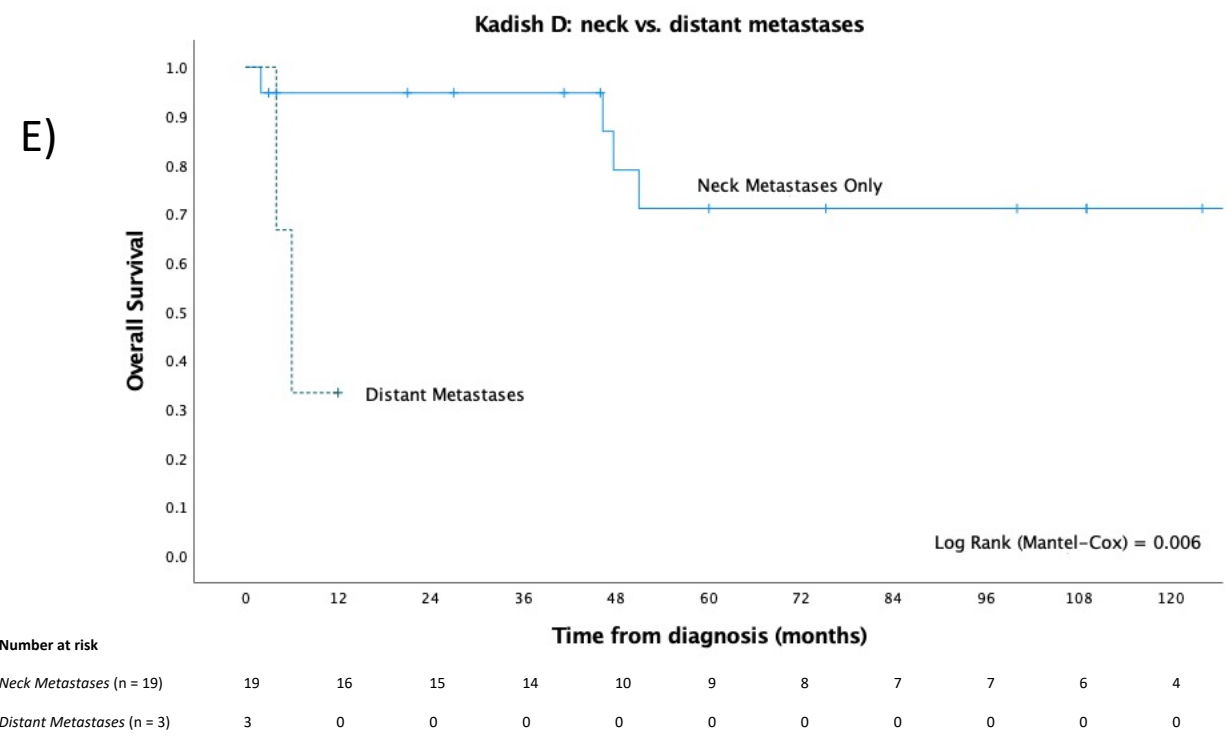 Kadish D: neck vs. distant metastases
E)
Overall Survival
1.0
0.9
0.8
0.7
0.6
0.5
0.4
0.3
0.2
0.1
0.0
Neck Metastases Only
Distant Metastases
Log Rank (Mantel-Cox) = 0.006
0 12 24 36 48 60 72 84 96 108 120
Time from diagnosis (months)
Number at risk
Neck Metastases (n = 19) 19 16 15 14 10 9 8 7 7 6 4
Distant Metastases (n = 3) 3 0 0 0 0 0 0 0 0 0 0